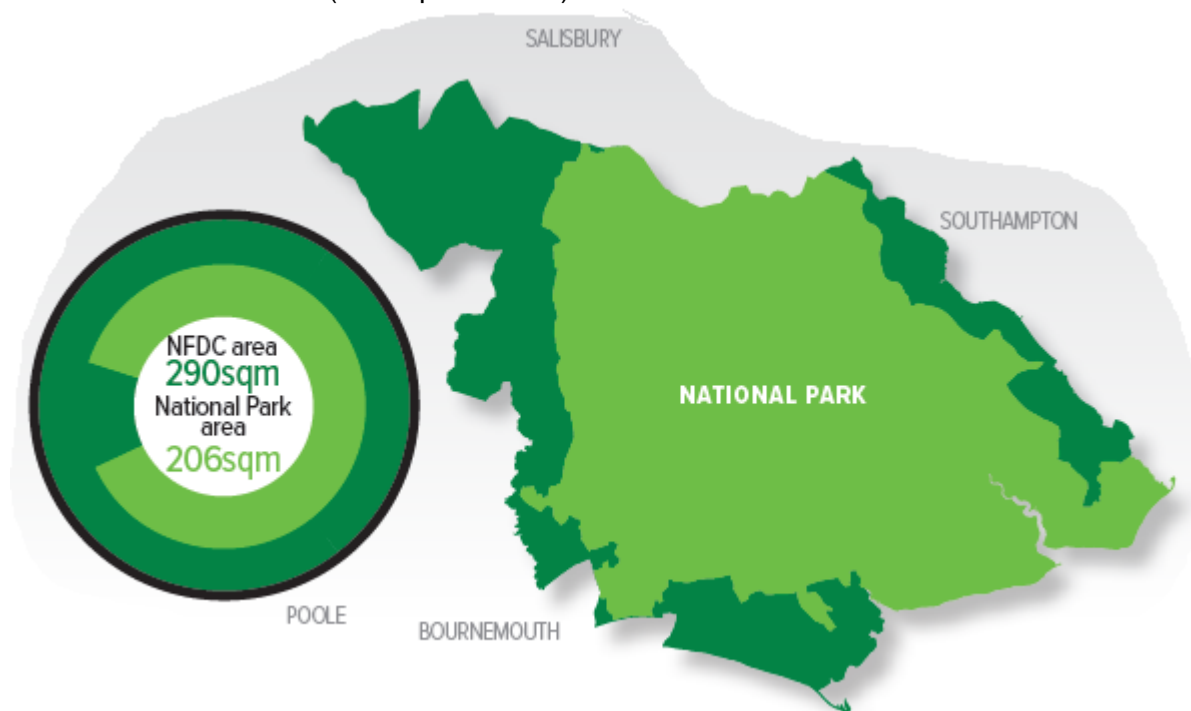 SALISBURY
SOUTHAMPTON
NFDC area
290sqm
National Park
area
206sqm
NATIONAL PARK
POOLE
BOURNEMOUTH